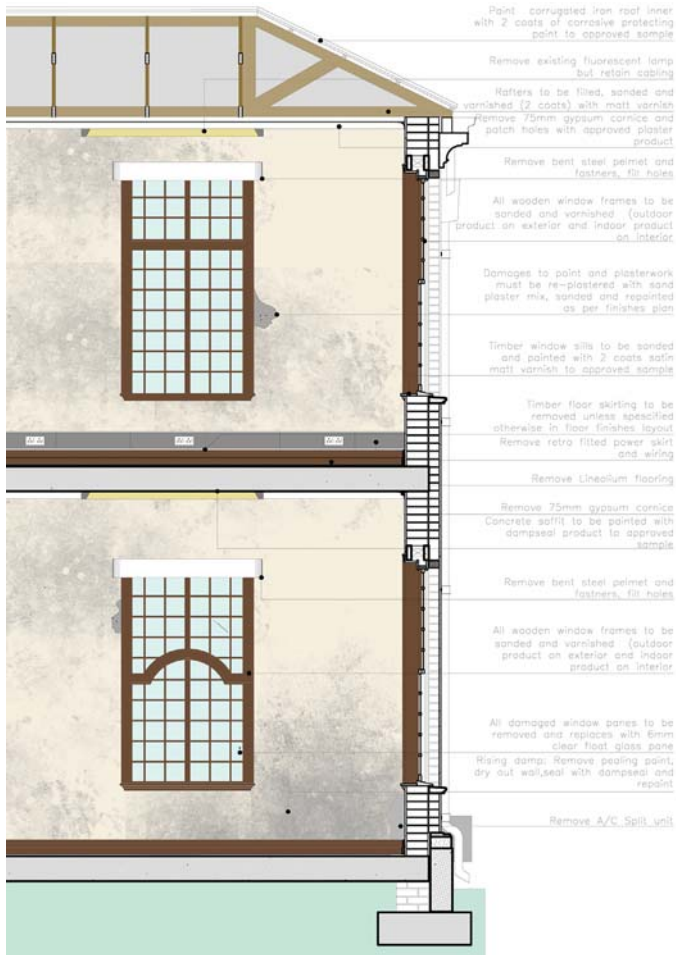 Paint corrugated iron roof inner
with 2 coats of corrosive protecting
paint to approved sample
Remove existing fluorescent lamp
but retain cabling
Rafters to be filled, sanded and
varnished (2 coats) with matt varnish
Remove 75mm gypsum cornice and
patch holes with approved plaster
product
Remove bent steel pelmet and
fastners, fill holes
All wooden window frames to be
sanded and varnished (outdoor
product on exterior and indoor product
on interior
Damages to paint and plasterwork
must be re-plastered with sand
plaster mix, sanded and repainted
as per finishes plan
Timber window sills to be sanded
and painted with 2 coats satin
matt varnish to approved sample
Timber floor skirting to be
removed unless spescified
otherwise in floor finishes layout
Remove retro fitted power skirt
and wiring
Remove Lineolium flooring
Remove 75mm gypsum cornice
Concrete soffit to be painted with
dampseal product to approved
sample
Remove bent steel pelmet and
fastners, fill holes
All wooden window frames to be
sanded and varnished (outdoor
product on exterior and indoor
product on interior
All damaged window panes to be
removed and replaces with 6mm
clear float glass pane
Rising damp: Remove pealing paint,
dry out wall,seal with dampseal and
repaint
Remove A/C Split unit